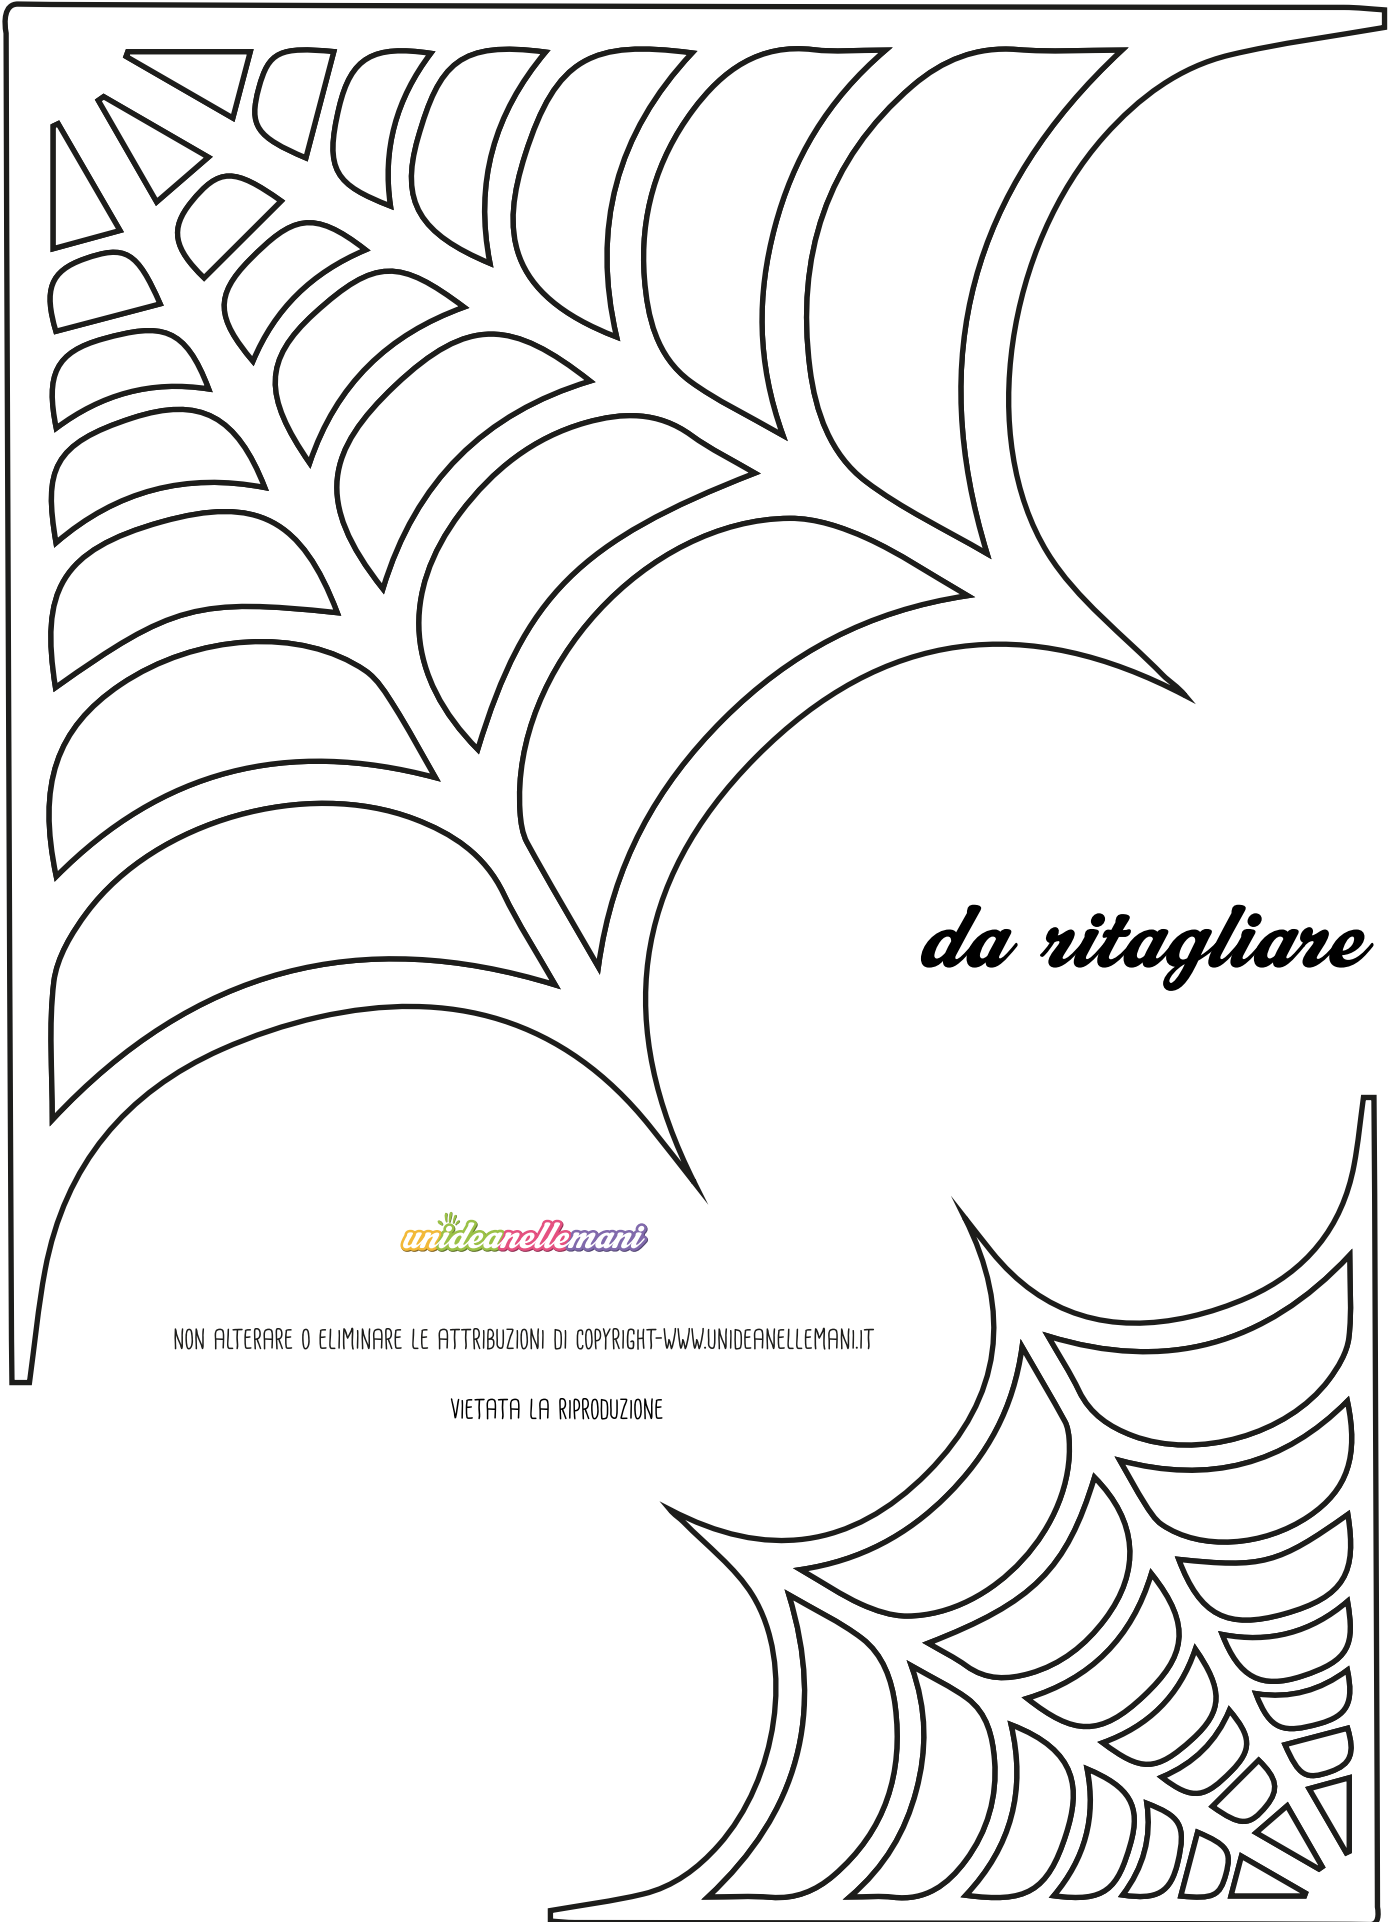 da ritagliare
unideanellemani
NON ALTERARE O ELIMINARE LE ATTRIBUZIONI DI COPYRIGHT-WWW.UNIDEANELLEMANI.IT
VIETATA LA RIPRODUZIONE